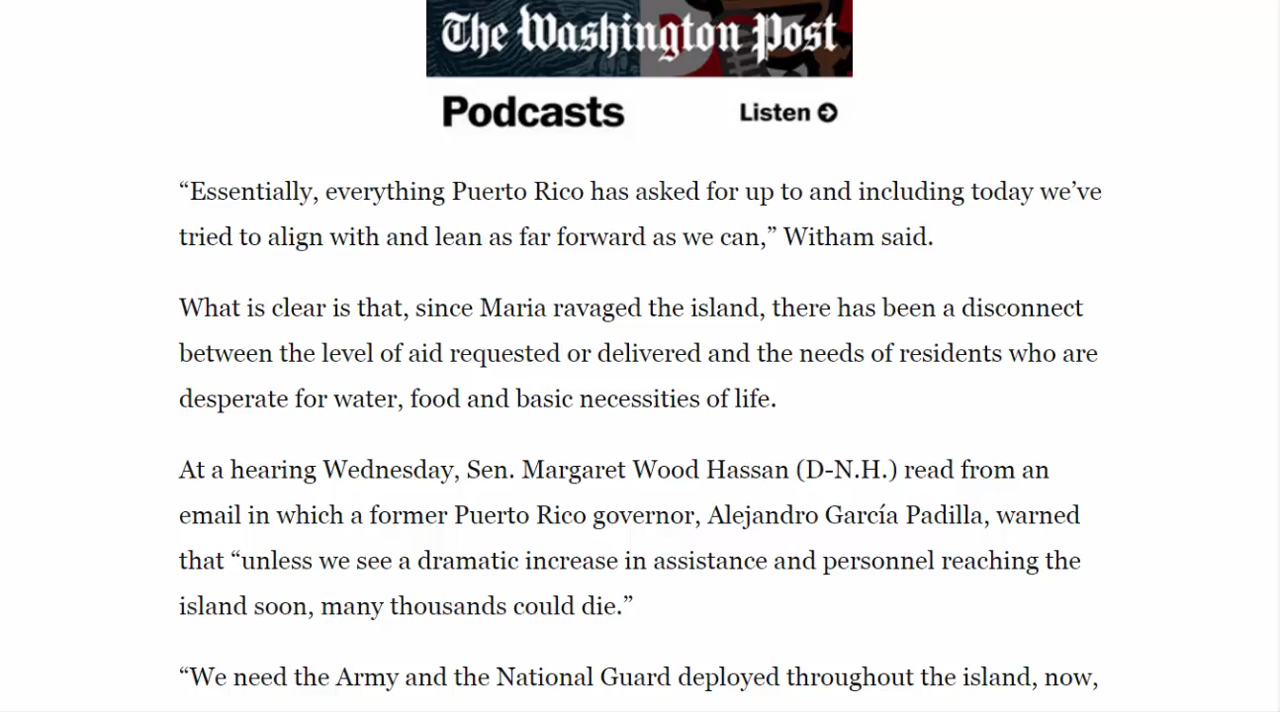 The Washington Post
Podcasts
Listen
“Essentially, everything Puerto Rico has asked for up to and including today we’ve
tried to align with and lean as far forward as we can,” Witham said.
What is clear is that, since Maria ravaged the island, there has been a disconnect
between the level of aid requested or delivered and the needs of residents who are
desperate for water, food and basic necessities of life.
At a hearing Wednesday, Sen. Margaret Wood Hassan (D-N.H.) read from an
email in which a former Puerto Rico governor, Alejandro García Padilla, warned
that “unless we see a dramatic increase in assistance and personnel reaching the
island soon, many thousands could die.”
“We need the Army and the National Guard deployed throughout the island, now,